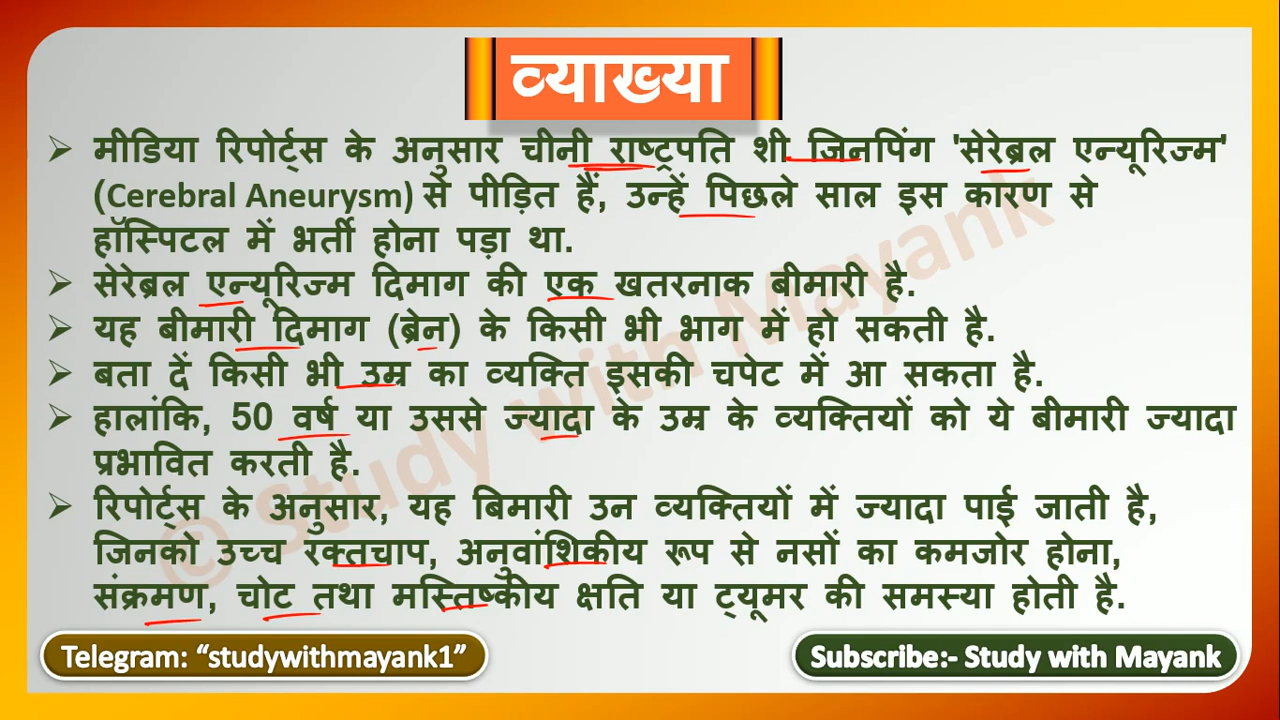 व्याख्या
➢ मीडिया रिपोर्ट्स के अनुसार चीनी राष्ट्रपति शी जिनपिंग 'सेरेब्रल एन्यूरिज्म'
(Cerebral Aneurysm) से पीड़ित हैं, उन्हें पिछले साल इस कारण से
हॉस्पिटल में भर्ती होना पड़ा था.
➢ सेरेब्रल एन्यूरिज्म दिमाग की एक खतरनाक बीमारी है.
➢ यह बीमारी दिमाग (ब्रेन) के किसी भी भाग में हो सकती है.
➢ बता दें किसी भी उम्र का व्यक्ति इसकी चपेट में आ सकता है.
➢ हालांकि, 50 वर्ष या उससे ज्यादा के उम्र के व्यक्तियों को ये बीमारी ज्यादा
प्रभावित करती है.
➢ रिपोर्ट्स के अनुसार, यह बिमारी उन व्यक्तियों में ज्यादा पाई जाती है,
जिनको उच्च रक्तचाप, अनुवांशिकीय रूप से नसों का कमजोर होना,
संक्रमण, चोट तथा मस्तिष्कीय क्षति या ट्यूमर की समस्या होती है.
© Study with Mayank
Telegram: “studywithmayank1”
Subscribe:- Study with Mayank